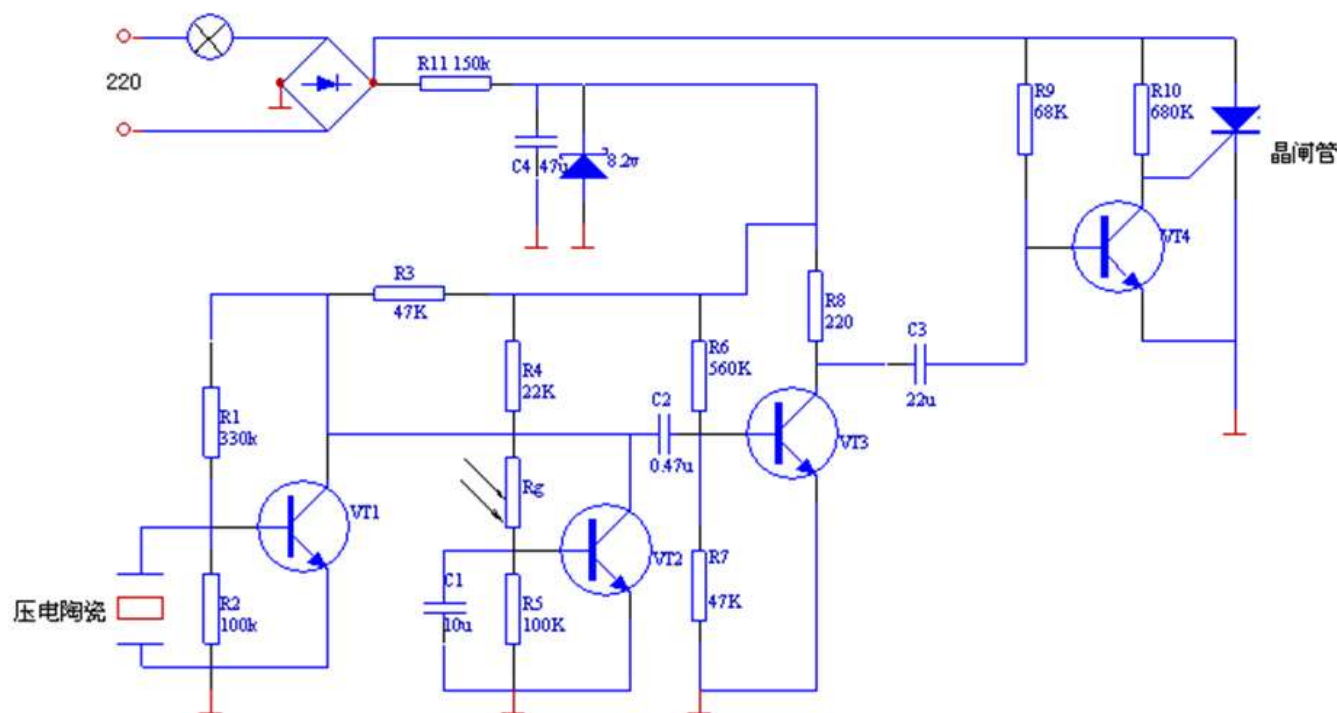 220
R11 150k
C4 47u
8.2v
R9
68K
R10
680K
晶闸管
VT4
R3
47K
R8
220
C3
22u
R4
22K
R6
560K
C2
0.47u
VT3
R1
330k
Rg
VT1
VT2
R7
47K
C1
10u
R5
100K
R2
100k
压电陶瓷